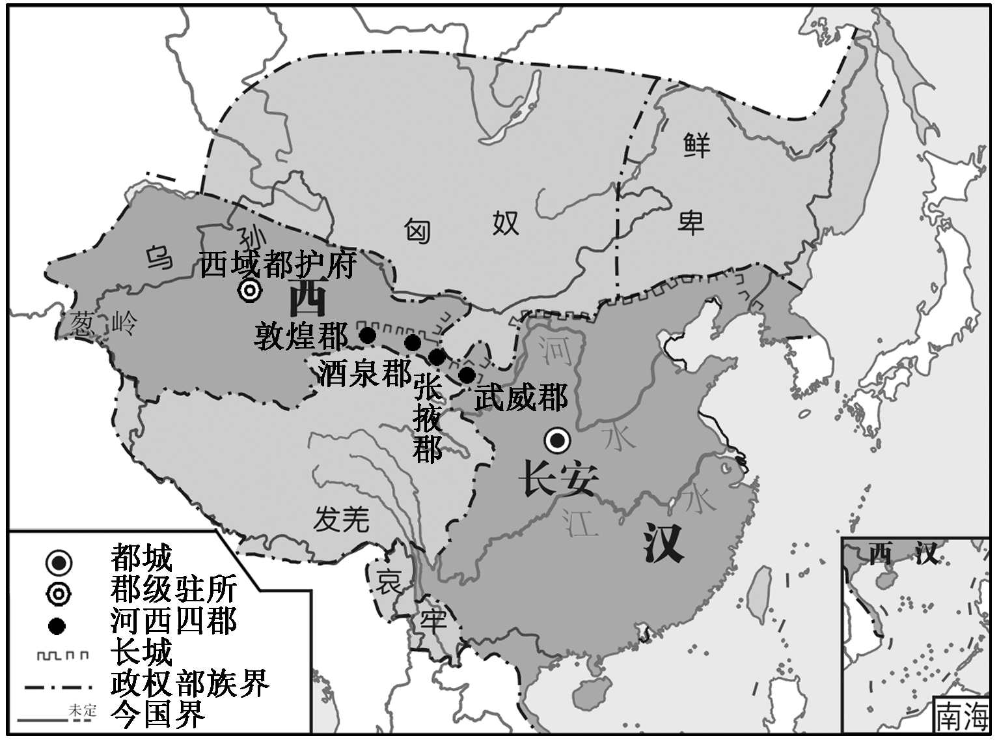 鲜
卑
匈 奴
乌 孙
西域都护府
西
葱岭
敦煌郡
酒泉郡
张掖郡
武威郡
河
水
长安
水
江
汉
发羌
哀
牢
都城
郡级驻所
河西四郡
长城
政权部族界
未定
今国界
西 汉
南海